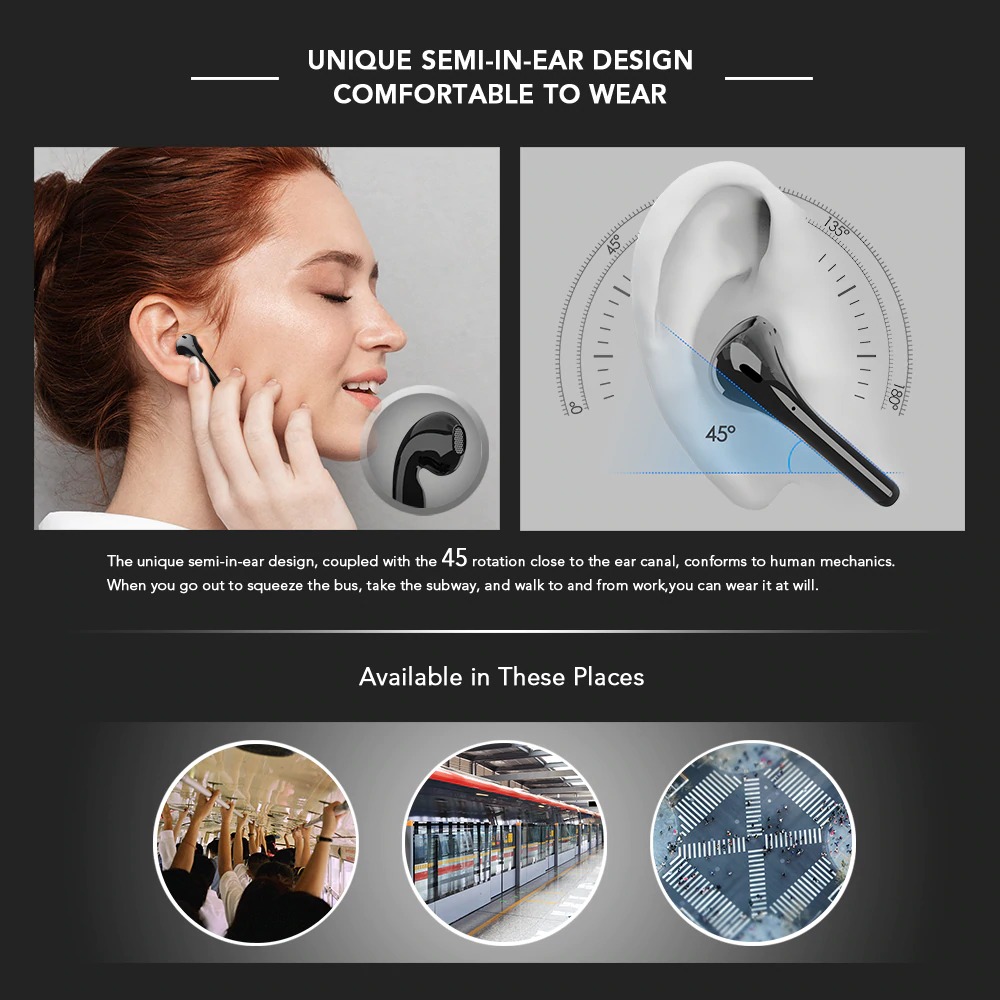 UNIQUE SEMI-IN-EAR DESIGN
COMFORTABLE TO WEAR
45°
135°
0°
180°
45°
The unique semi-in-ear design, coupled with the 45 rotation close to the ear canal, conforms to human mechanics.
When you go out to squeeze the bus, take the subway, and walk to and from work,you can wear it at will.
Available in These Places